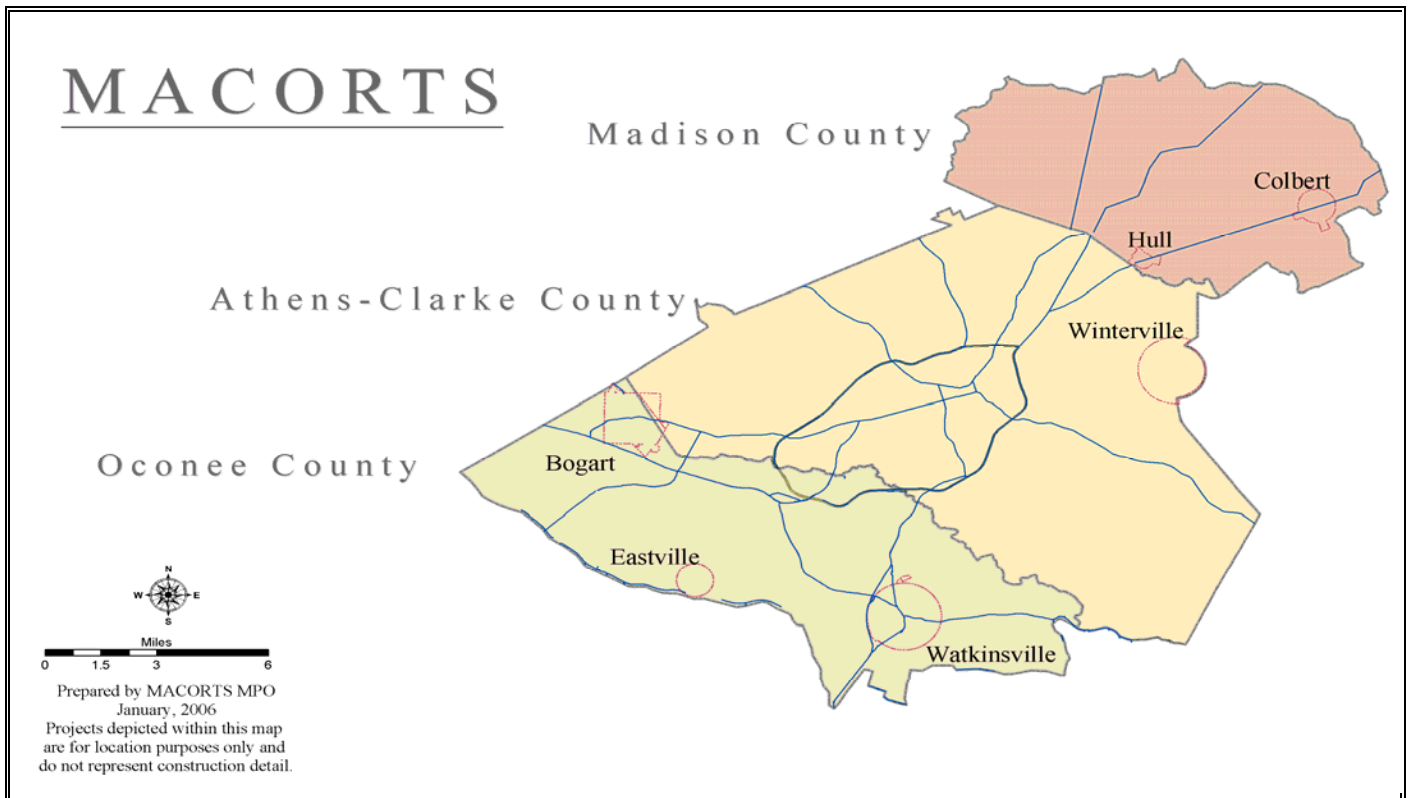 MACORTS
Madison County
Colbert
Hull
Athens-Clarke County
Winterville
Oconee County
Bogart
Eastville
Watkinsville
N
W E
S
Miles
0 1.5 3 6
Prepared by MACORTS MPO
January, 2006
Projects depicted within this map
are for location purposes only and
do not represent construction detail.